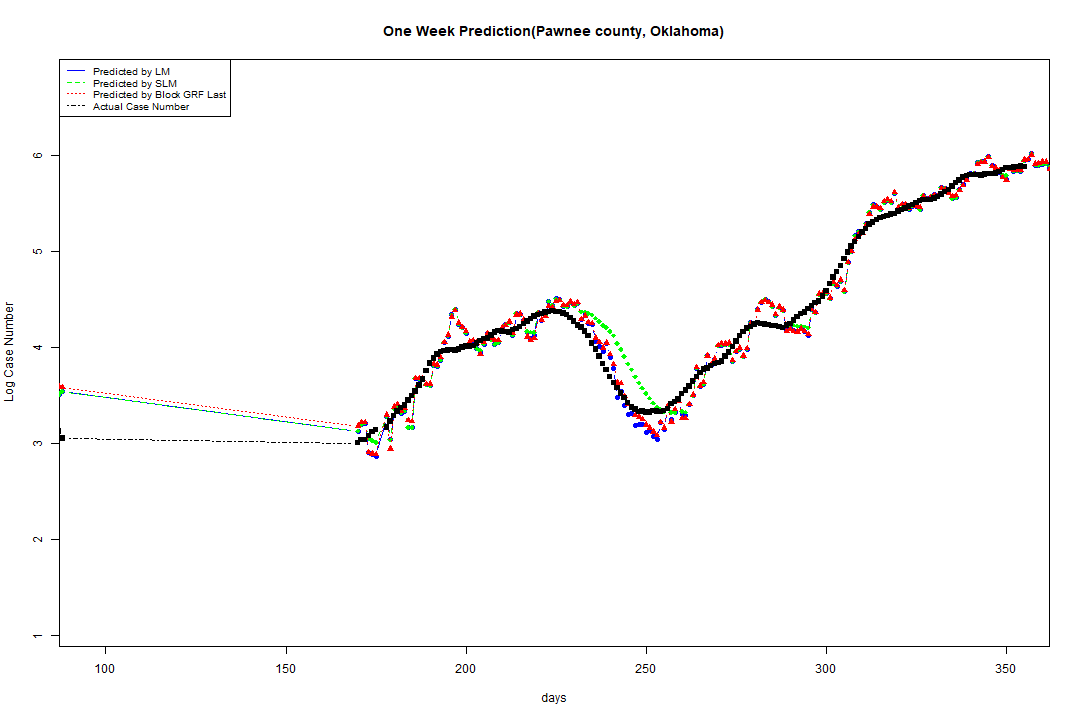 One Week Prediction(Pawnee county, Oklahoma)
Predicted by LM
Predicted by SLM
Predicted by Block GRF Last
Actual Case Number
6
5
4
3
2
1
Log Case Number
100 150 200 250 300 350
days